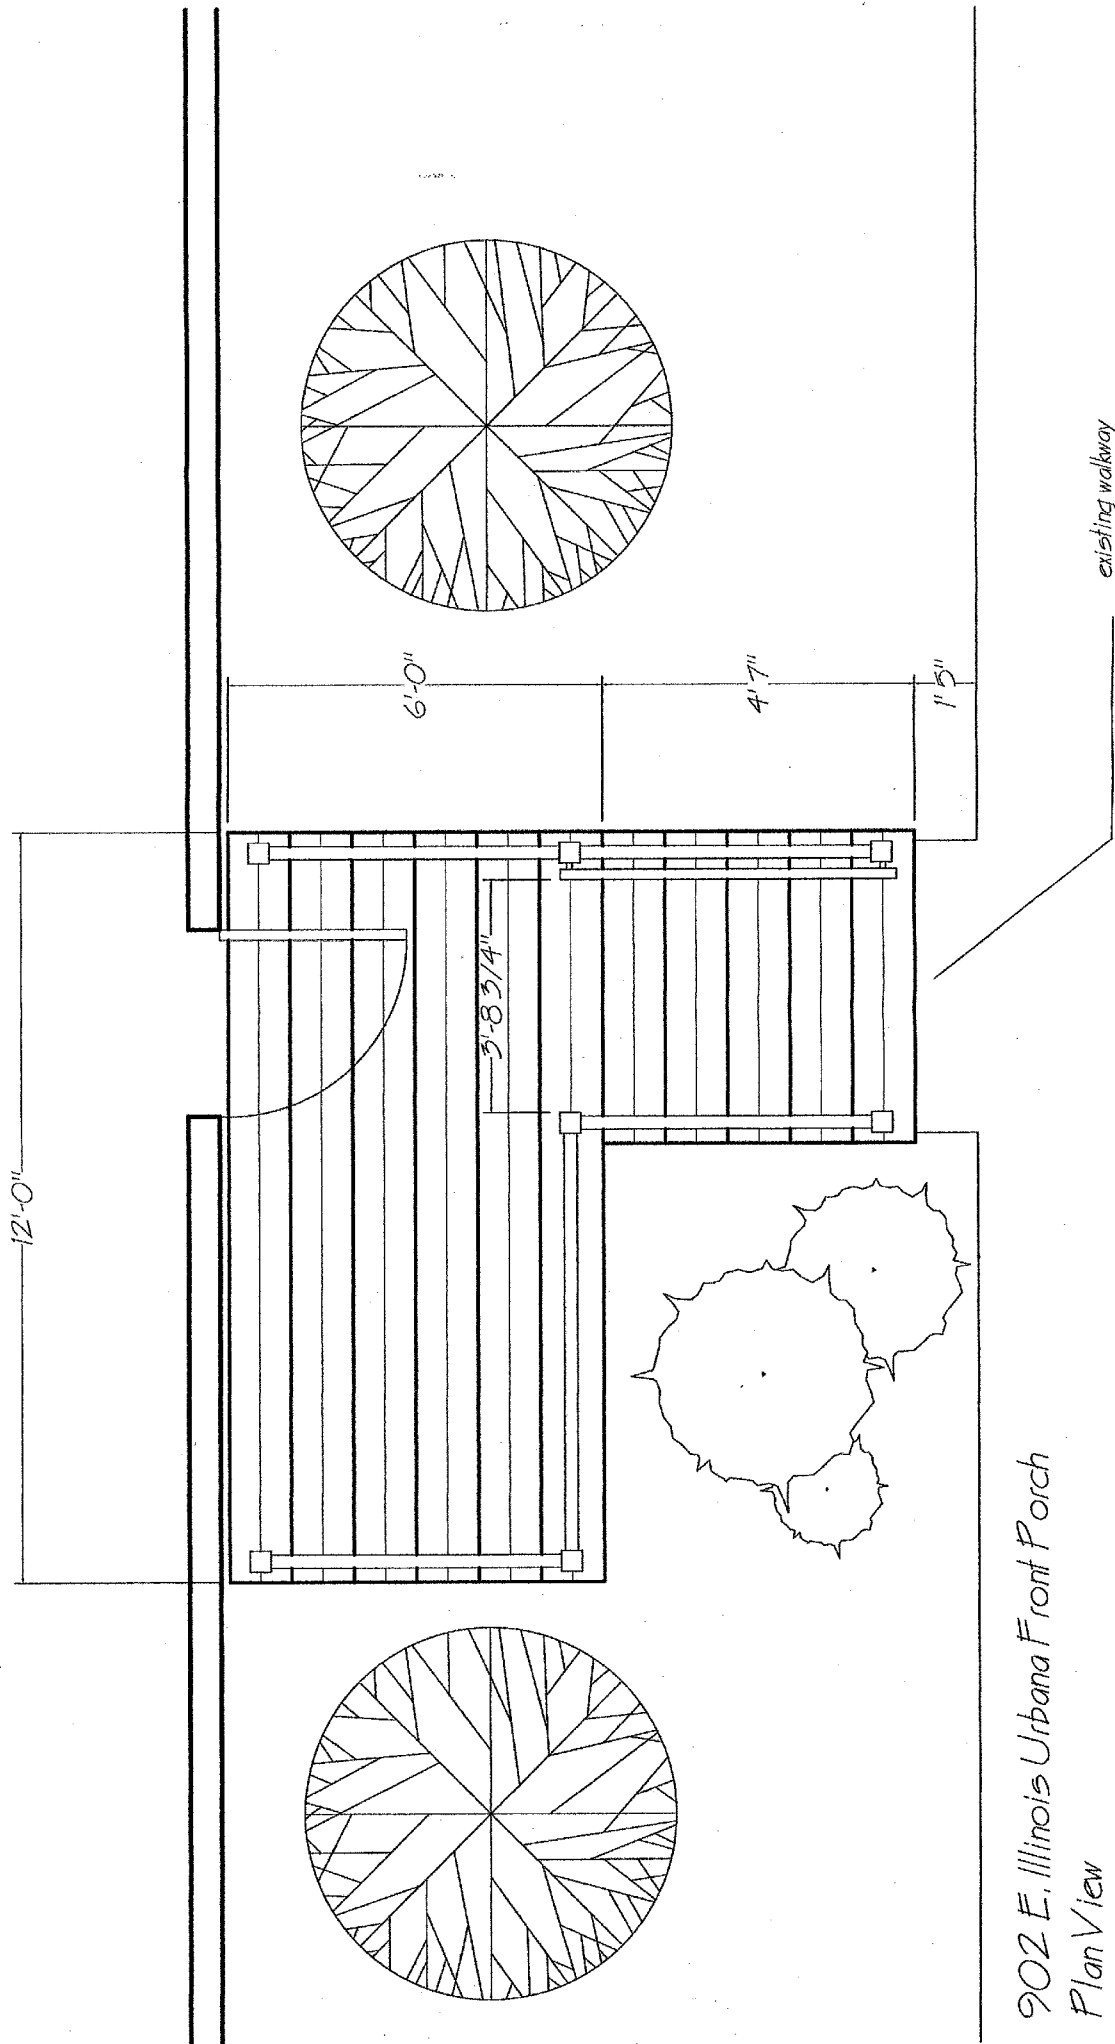 12'-0"
6'-0"
3'-8 3/4"
4'7"
1'5"
existing walkway
902 E. Illinois Urbana Front Porch
Plan View